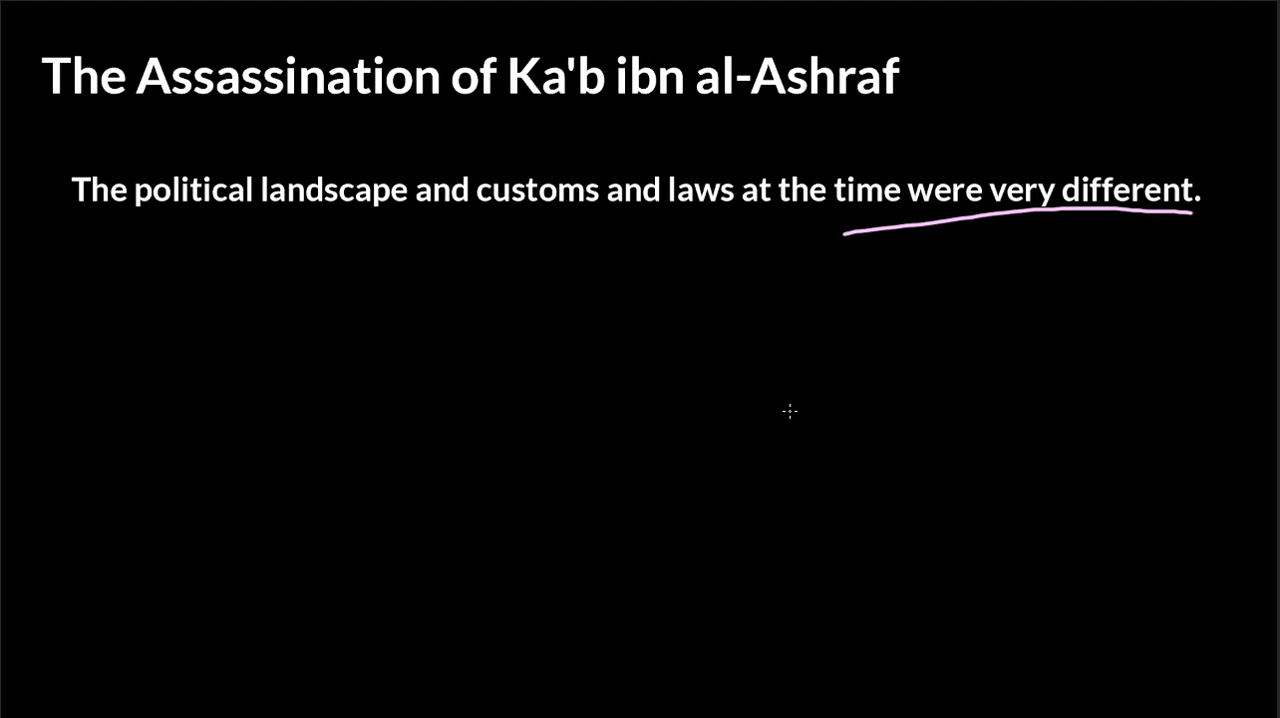 The Assassination of Ka'b ibn al-Ashraf
The political landscape and customs and laws at the time were very different.